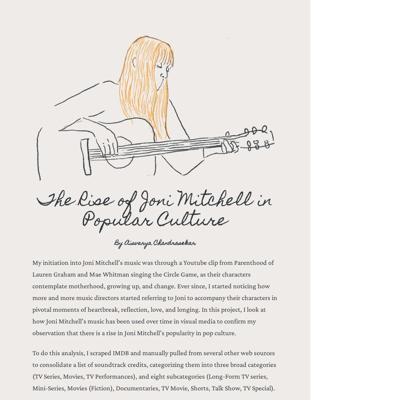 The Rise of Joni Mitchell in
Popular Culture
By Aiswarya Chandrasekar
My initiation into Joni Mitchell's music was through a Youtube clip from Parenthood of
Lauren Graham and Mae Whitman singing the Circle Game, as their characters
contemplate motherhood, growing up, and change. Ever since, I started noticing how
more and more music directors started referring to Joni to accompany their characters in
pivotal moments of heartbreak, reflection, love, and longing. In this project, I look at
how Joni Mitchell's music has been used over time in visual media to confirm my
observation that there is a rise in Joni Mitchell's popularity in pop culture.
To do this analysis, I scraped IMDB and manually pulled from several other web sources
to consolidate a list of soundtrack credits, categorizing them into three broad categories
(TV Series, Movies, TV Performances), and eight subcategories (Long-Form TV series,
Mini-Series, Movies (Fiction), Documentaries, TV Movie, Shorts, Talk Show, TV Special).